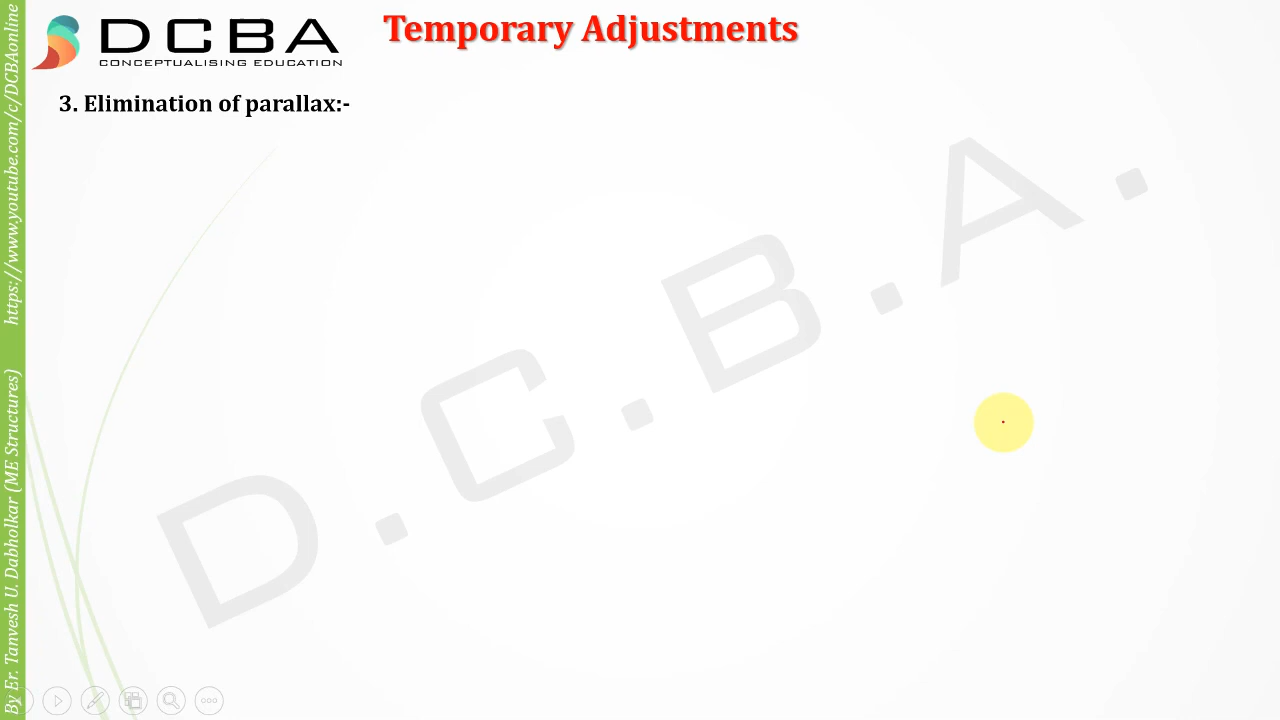 DCBA
CONCEPTUALISING EDUCATION
Temporary Adjustments
3. Elimination of parallax:-
D.C.B.A.
By Er. Tanvesh U. Dabholkar (ME Structures) https://www.youtube.com/c/DCBAonline